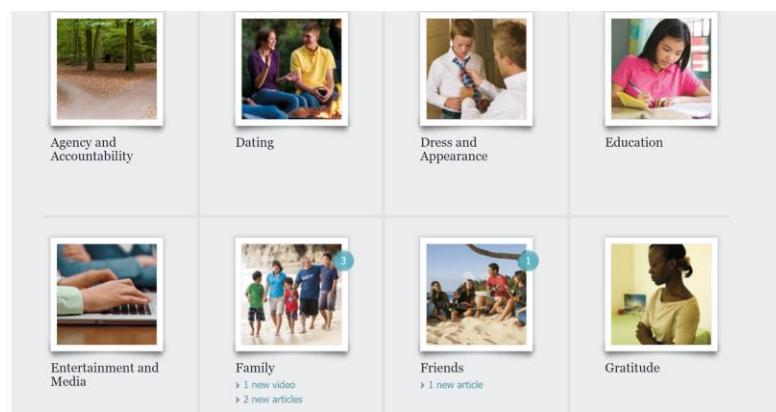 Agency and
Accountability
Dating
Dress and
Appearance
Education
3
1
Entertainment and
Media
Family
> 1 new video
> 2 new articles
Friends
> 1 new article
Gratitude